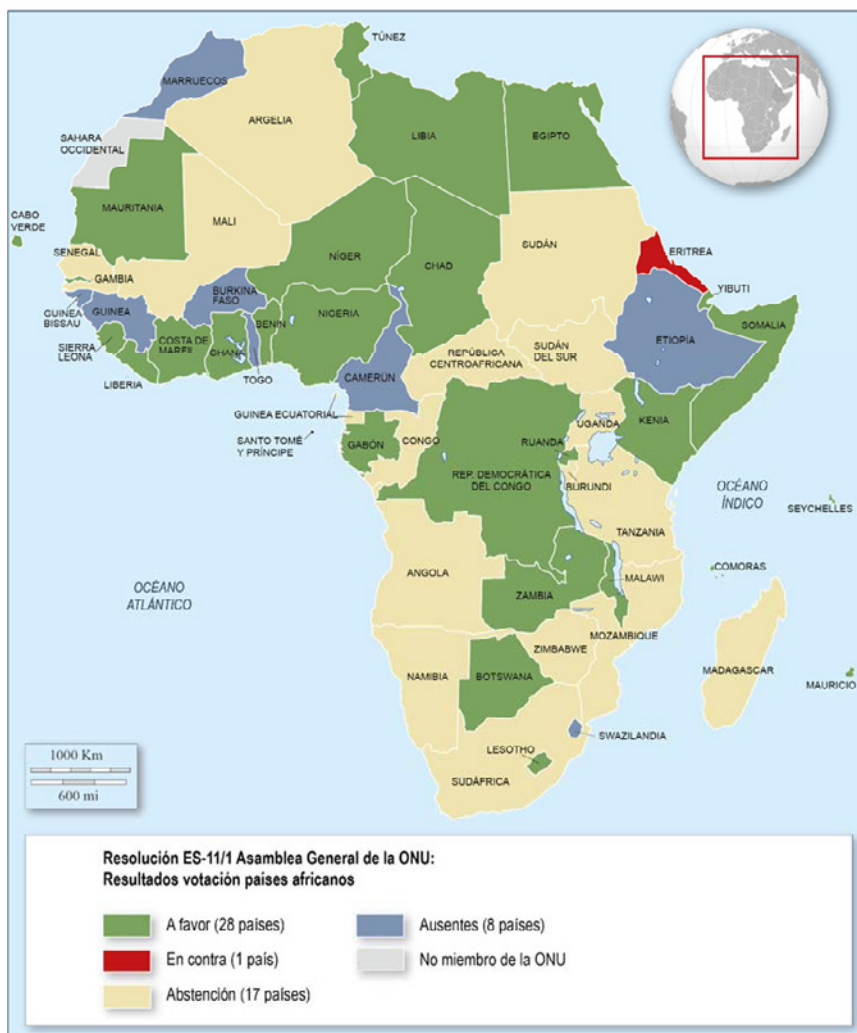 TÚNEZ
MARRUECOS
ARGELIA
LIBIA
EGIPTO
SAHARA
OCCIDENTAL
MAURITANIA
MALI
NÍGER
CHAD
SUDÁN
ERITREA
CABO
VERDE
SENEGAL
GAMBIA
GUINEA
BISSAU
GUINEA
BURKINA
FASO
BENIN
NIGERIA
YIBUTI
SOMALIA
ETIOPÍA
SIERRA
LEONA
COSTA DE
MARFIL
GHANA
LIBERIA
TOGO
CAMERÚN
REPÚBLICA
CENTROAFRICANA
SUDÁN
DEL SUR
GUINEA ECUATORIAL
SANTO TOMÉ
Y PRÍNCIPE
GABÓN
CONGO
UGANDA
KENIA
RUANDA
REP. DEMOCRÁTICA
DEL CONGO
BURUNDI
OCÉANO
ÍNDICO
SEYCHELLES
TANZANIA
COMORAS
OCÉANO
ATLÁNTICO
ANGOLA
ZAMBIA
MALAWI
MOZAMBIQUE
ZIMBABWE
NAMIBIA
BOTSWANA
MADAGASCAR
MAURICIO
SWAZILANDIA
LESOTHO
SUDÁFRICA
1000 Km
600 mi
Resolución ES-11/1 Asamblea General de la ONU:
Resultados votación países africanos
A favor (28 países)
En contra (1 país)
Abstención (17 países)
Ausentes (8 países)
No miembro de la ONU